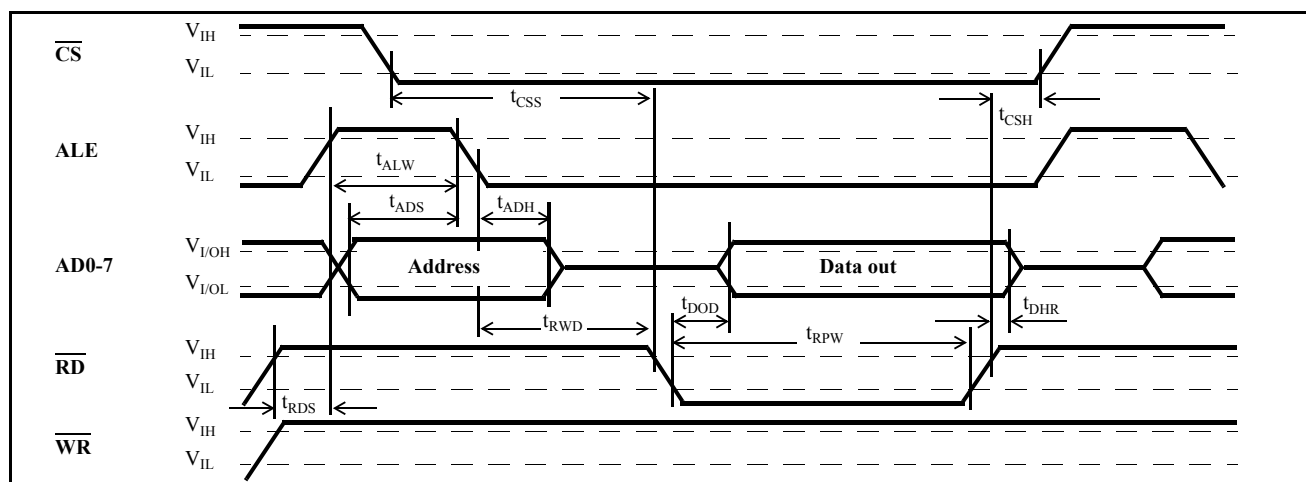 V_IH
CS
V_IL
t_CSS
t_CSH
V_IH
ALE
V_IL
t_ALW
t_ADS
t_ADH
V_I/OH
AD0-7
Address
Data out
V_I/OL
t_DOD
t_DHR
t_RWD
t_RPW
V_IH
RD
V_IL
t_RDS
V_IH
WR
V_IL